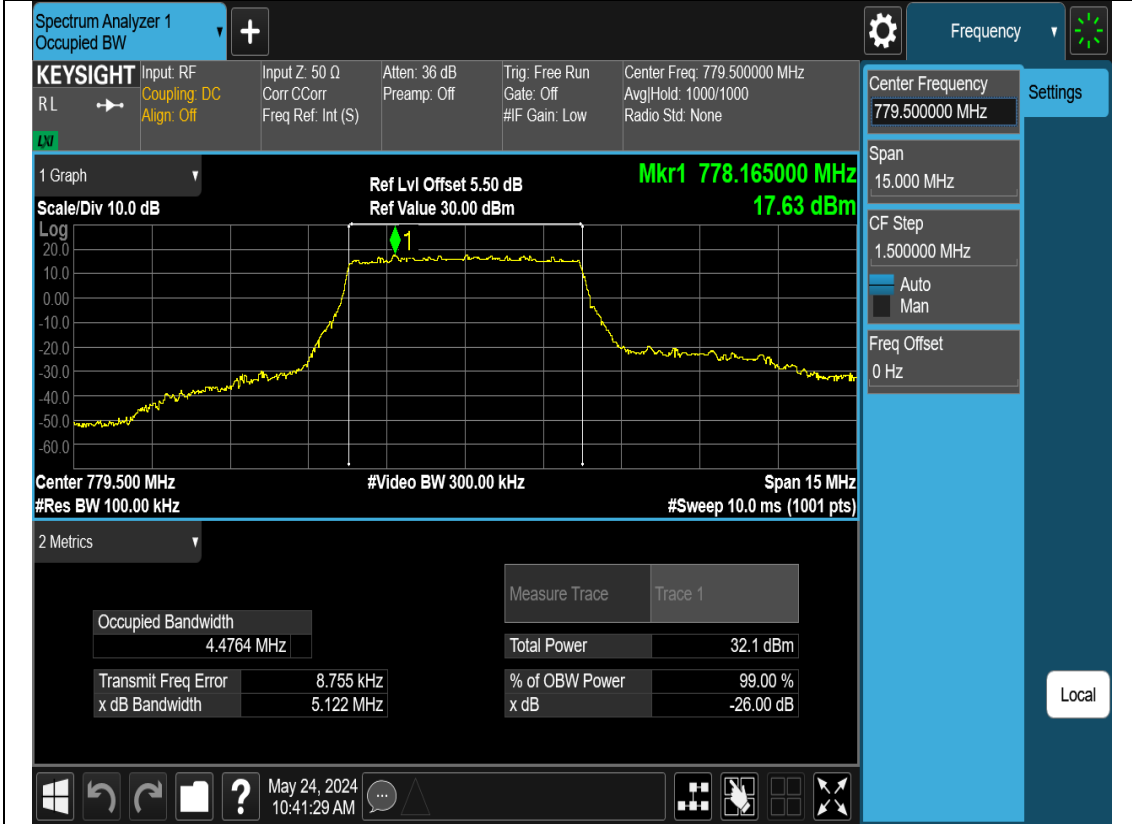 Spectrum Analyzer 1
Occupied BW
+
Frequency
KEYSIGHT
RL
LXI
Input: RF
Coupling: DC
Align: Off
Input Z: 50 Ω
Corr CCorr
Freq Ref: Int (S)
Atten: 36 dB
Preamp: Off
Trig: Free Run
Gate: Off
#IF Gain: Low
Center Freq: 779.500000 MHz
Avg|Hold: 1000/1000
Radio Std: None
Center Frequency
779.500000 MHz
Settings
Span
15.000 MHz
CF Step
1.500000 MHz
Auto
Man
Freq Offset
0 Hz
Local
1 Graph
Scale/Div 10.0 dB
Ref Lvl Offset 5.50 dB
Ref Value 30.00 dBm
Mkr1 778.165000 MHz
17.63 dBm
Log
1
20.0
10.0
0.00
-10.0
-20.0
-30.0
-40.0
-50.0
-60.0
Center 779.500 MHz
#Video BW 300.00 kHz
Span 15 MHz
#Res BW 100.00 kHz
#Sweep 10.0 ms (1001 pts)
2 Metrics
Measure Trace Trace 1
Occupied Bandwidth
4.4764 MHz
Total Power 32.1 dBm
Transmit Freq Error 8.755 kHz
% of OBW Power 99.00 %
x dB Bandwidth 5.122 MHz
x dB -26.00 dB
?
May 24, 2024
10:41:29 AM